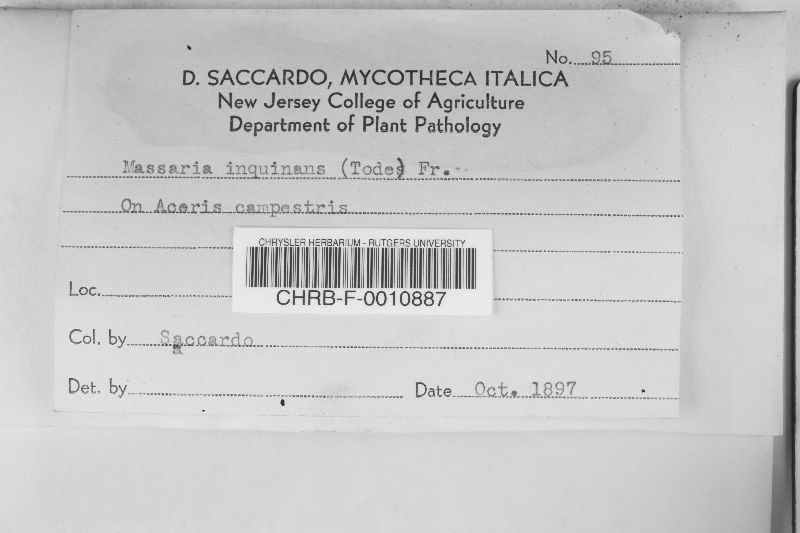 No. 95
D. SACCARDO, MYCOTHECA ITALICA
New Jersey College of Agriculture
Department of Plant Pathology
Massaria inquinans (Tode) Fr.
On Aceris campestris
CHRYSLER HERBARIUM - RUTGERS UNIVERSITY
CHRB-F-0010887
Loc.
Col. by Saccardo
Det. by Date Oct. 1897